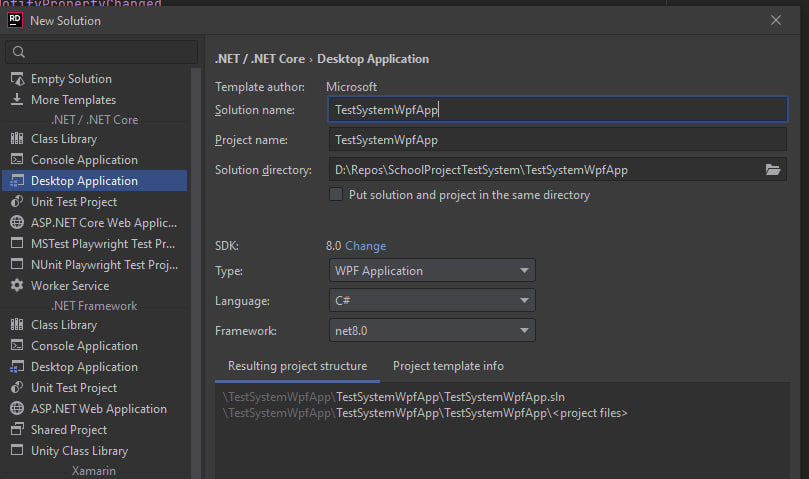 NotifyPropertyChanged
RD New Solution
Empty Solution
More Templates
.NET / .NET Core
Class Library
Console Application
Desktop Application
Unit Test Project
ASP.NET Core Web Applic...
MSTest Playwright Test Pr...
NUnit Playwright Test Proj...
Worker Service
.NET Framework
Class Library
Console Application
Desktop Application
Unit Test Project
ASP.NET Web Application
Shared Project
Unity Class Library
Xamarin
.NET / .NET Core › Desktop Application
Template author: Microsoft
Solution name: TestSystemWpfApp
Project name: TestSystemWpfApp
Solution directory: D:\Repos\SchoolProjectTestSystem\TestSystemWpfApp
Put solution and project in the same directory
SDK: 8.0 Change
Type: WPF Application
Language: C#
Framework: net8.0
Resulting project structure Project template info
\TestSystemWpfApp\TestSystemWpfApp\TestSystemWpfApp.sln
\TestSystemWpfApp\TestSystemWpfApp\TestSystemWpfApp\<project files>